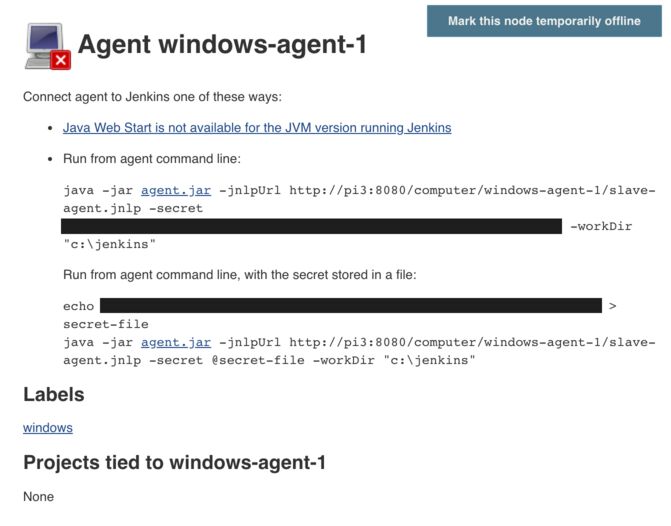 Mark this node temporarily offline
Agent windows-agent-1
Connect agent to Jenkins one of these ways:
• Java Web Start is not available for the JVM version running Jenkins
• Run from agent command line:
java -jar agent.jar -jnlpUrl http://pi3:8080/computer/windows-agent-1/slave-
agent.jnlp -secret
-workDir
"c:\jenkins"
Run from agent command line, with the secret stored in a file:
echo >
secret-file
java -jar agent.jar -jnlpUrl http://pi3:8080/computer/windows-agent-1/slave-
agent.jnlp -secret @secret-file -workDir "c:\jenkins"
Labels
windows
Projects tied to windows-agent-1
None